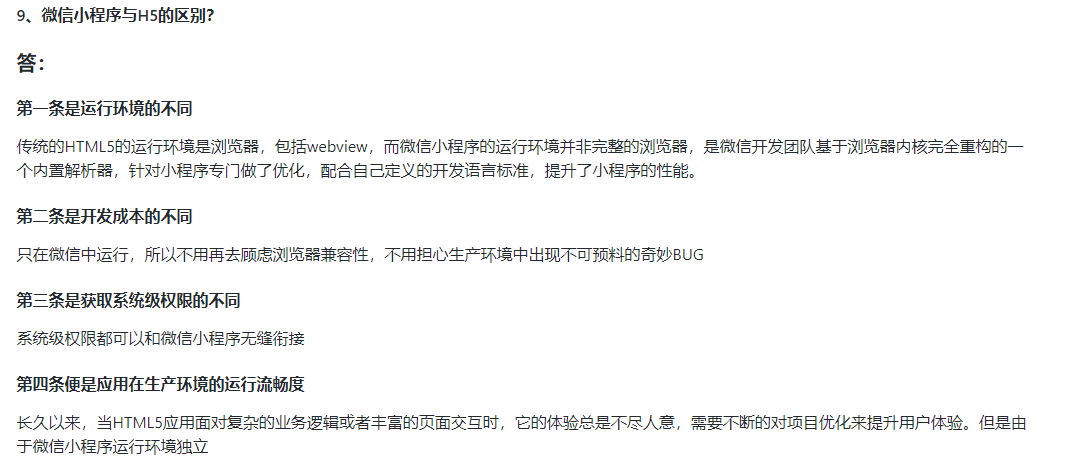 9、微信小程序与H5的区别？
答：
第一条是运行环境的不同
传统的HTML5的运行环境是浏览器，包括webview，而微信小程序的运行环境并非完整的浏览器，是微信开发团队基于浏览器内核完全重构的一
个内置解析器，针对小程序专门做了优化，配合自己定义的开发语言标准，提升了小程序的性能。
第二条是开发成本的不同
只在微信中运行，所以不用再去顾虑浏览器兼容性，不用担心生产环境中出现不可预料的奇妙BUG
第三条是获取系统级权限的不同
系统级权限都可以和微信小程序无缝衔接
第四条便是应用在生产环境的运行流畅度
长久以来，当HTML5应用面对复杂的业务逻辑或者丰富的页面交互时，它的体验总是不尽人意，需要不断的对项目优化来提升用户体验。但是由
于微信小程序运行环境独立